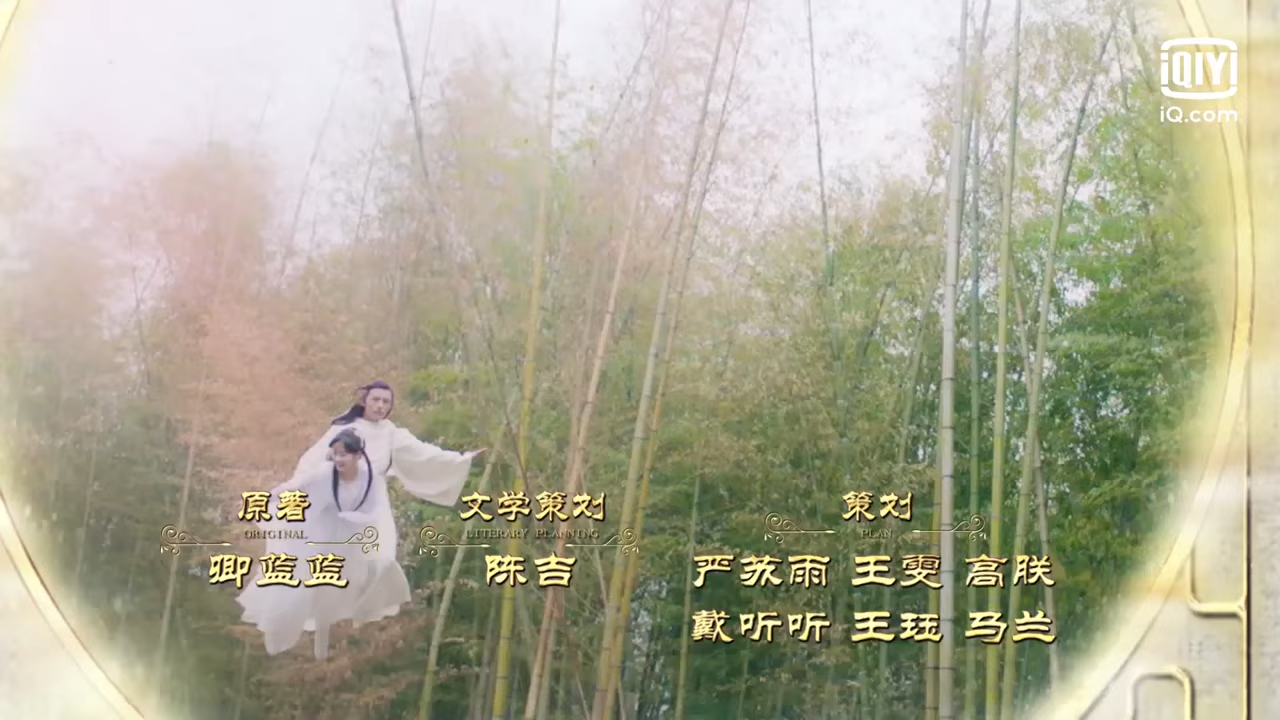 iQIYI
iQ.com
原著
ORIGINAL
卿蓝蓝
文学策划
LITERARY PLANNING
陈吉
策划
PLAN
严苏雨 王雯 高朕
戴听听 王珏 马兰